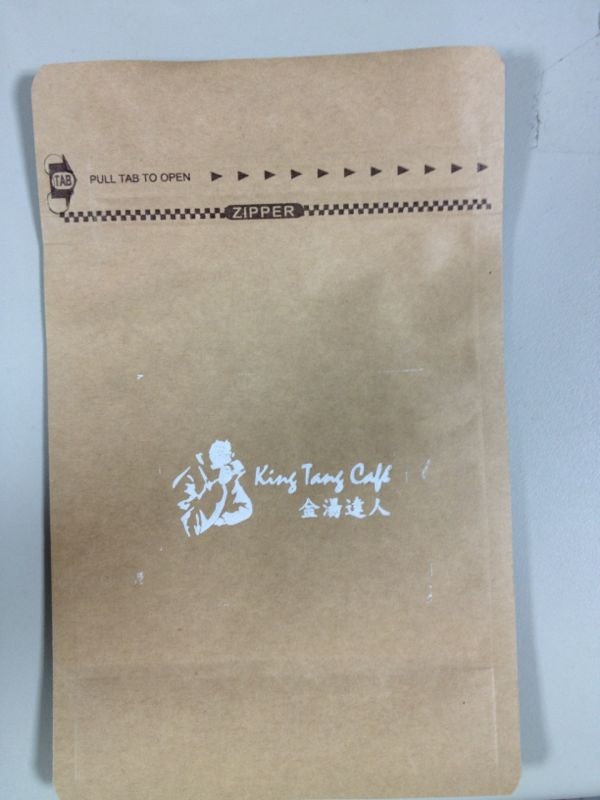 TAB
PULL TAB TO OPEN
ZIPPER
King Tang Café
金湯達人